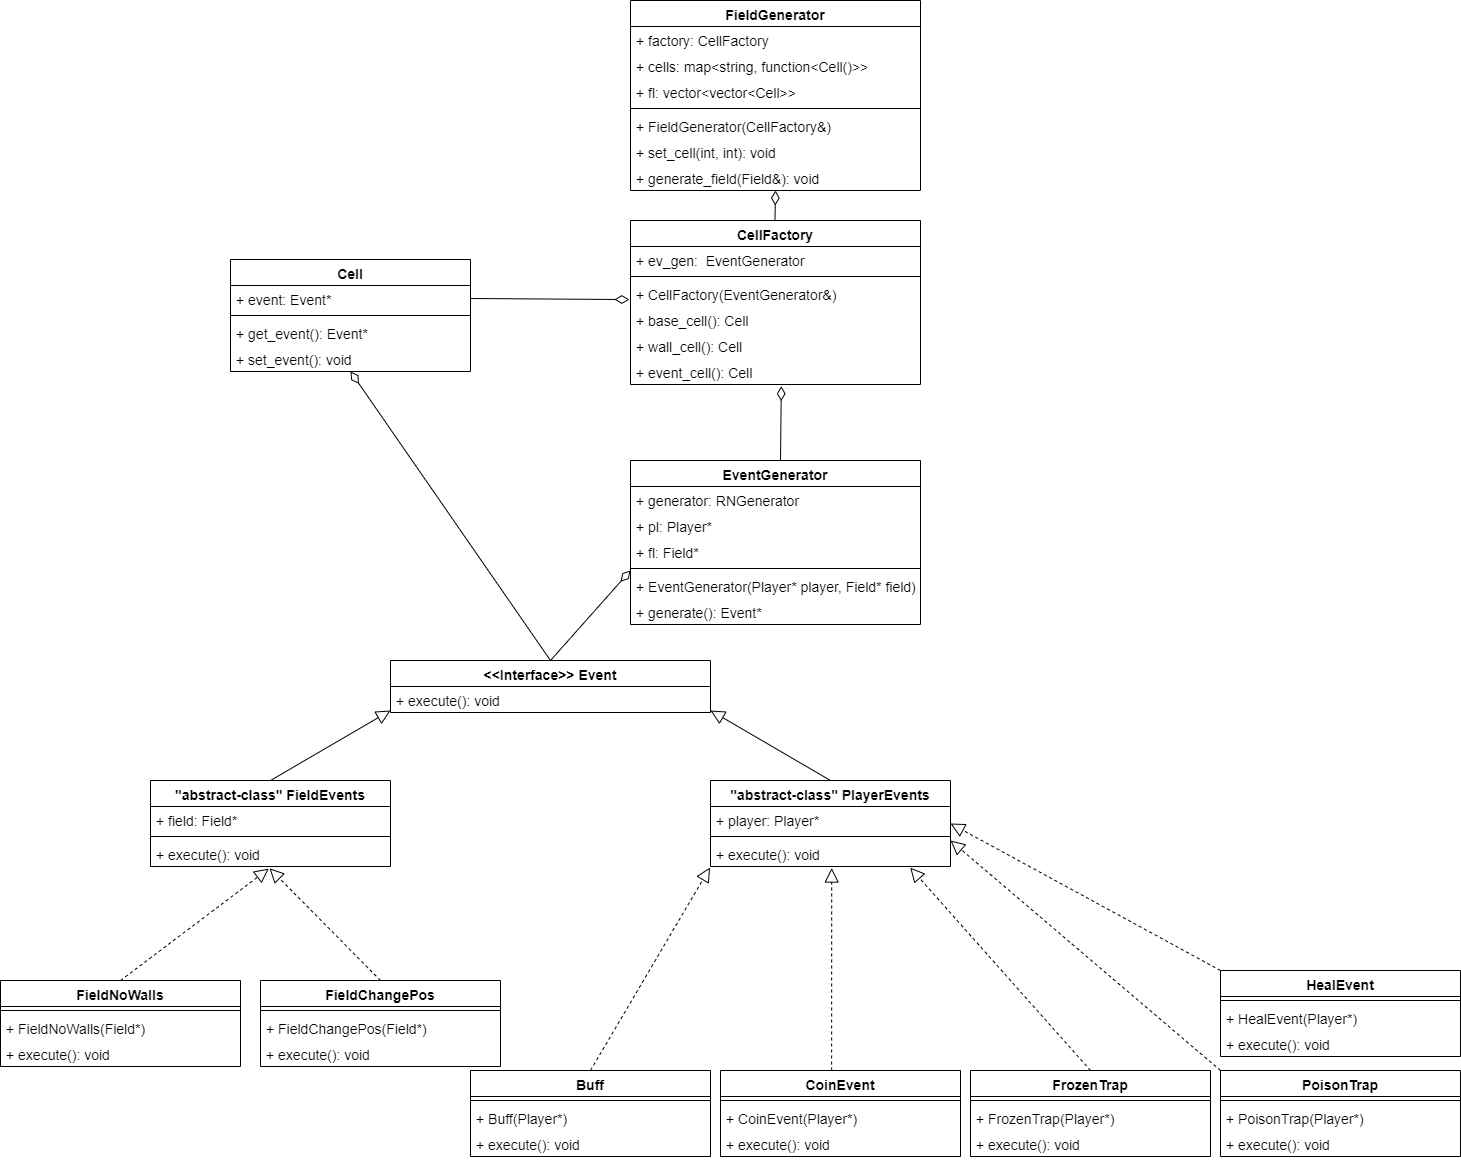 FieldGenerator
+ factory: CellFactory
+ cells: map<string, function<Cell()>>
+ fl: vector<vector<Cell>>
+ FieldGenerator(CellFactory&)
+ set_cell(int, int): void
+ generate_field(Field&): void
CellFactory
+ ev_gen:  EventGenerator
+ CellFactory(EventGenerator&)
+ base_cell(): Cell
+ wall_cell(): Cell
+ event_cell(): Cell
Cell
+ event: Event*
+ get_event(): Event*
+ set_event(): void
EventGenerator
+ generator: RNGenerator
+ pl: Player*
+ fl: Field*
+ EventGenerator(Player* player, Field* field)
+ generate(): Event*
<<Interface>> Event
+ execute(): void
"abstract-class" FieldEvents
+ field: Field*
+ execute(): void
"abstract-class" PlayerEvents
+ player: Player*
+ execute(): void
FieldNoWalls
+ FieldNoWalls(Field*)
+ execute(): void
FieldChangePos
+ FieldChangePos(Field*)
+ execute(): void
HealEvent
+ HealEvent(Player*)
+ execute(): void
Buff
+ Buff(Player*)
+ execute(): void
CoinEvent
+ CoinEvent(Player*)
+ execute(): void
FrozenTrap
+ FrozenTrap(Player*)
+ execute(): void
PoisonTrap
+ PoisonTrap(Player*)
+ execute(): void